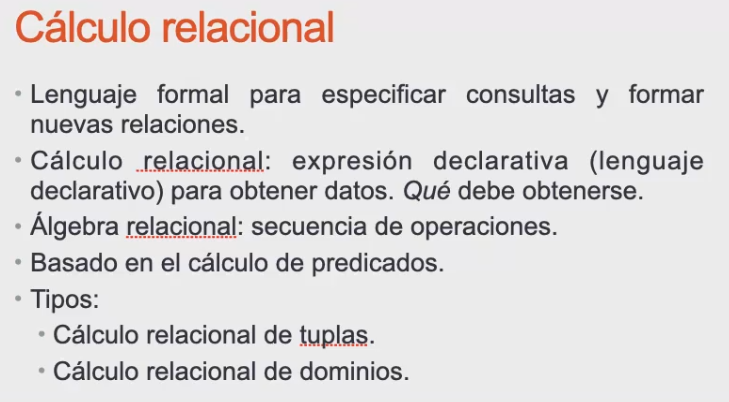 Cálculo relacional
• Lenguaje formal para especificar consultas y formar
nuevas relaciones.
• Cálculo relacional: expresión declarativa (lenguaje
declarativo) para obtener datos. Qué debe obtenerse.
• Álgebra relacional: secuencia de operaciones.
• Basado en el cálculo de predicados.
• Tipos:
• Cálculo relacional de tuplas.
• Cálculo relacional de dominios.